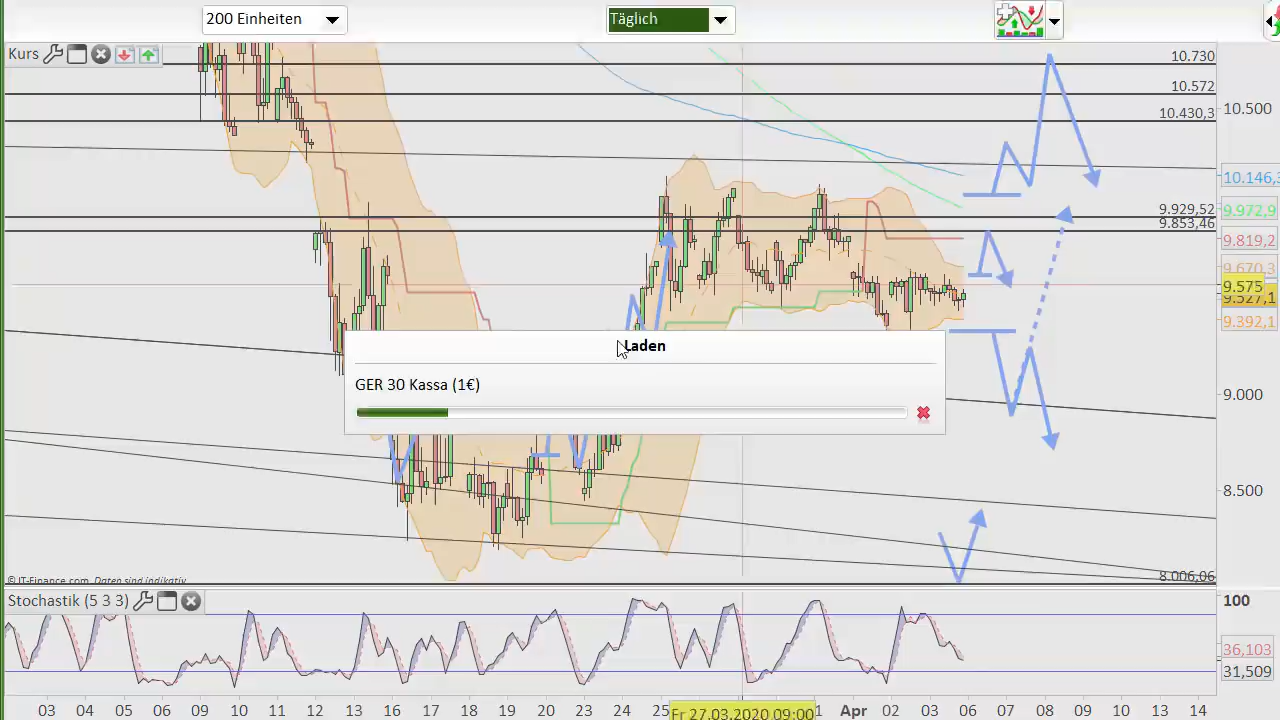 200 Einheiten
Täglich
Kurs
10.730
10.572
10.500
10.430,3
10.146,3
9.972,9
9.929,52
9.853,46
9.819,2
9.670,3
9.575
9.527,1
9.392,1
Laden
GER 30 Kassa (1€)
9.000
8.500
© IT-Finance.com Daten sind indikativ
8.006,06
Stochastik (5 3 3)
100
36,103
31,509
03 04 05 06 09 10 11 12 13 16 17 18 19 20 23 24 25 Fr 27.03.2020 09:00 1 Apr 02 03 06 07 08 09 13 14